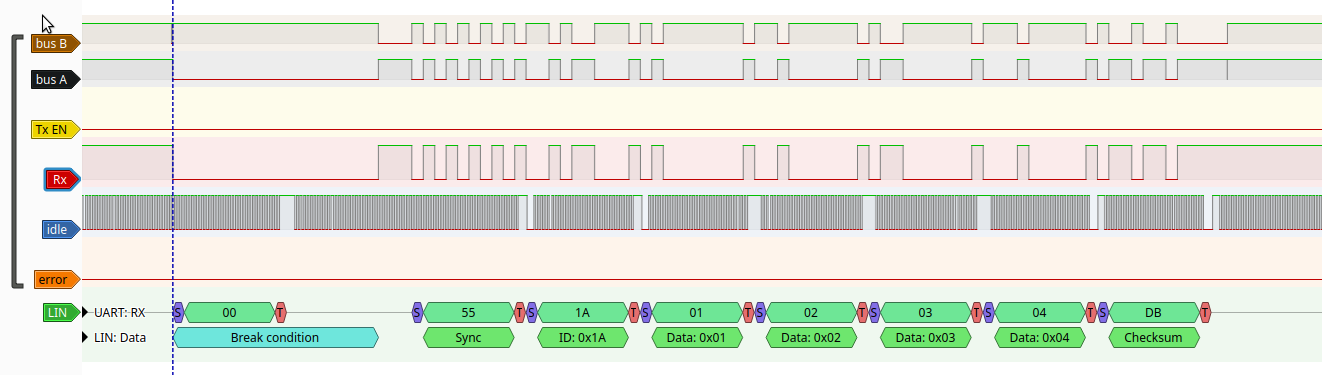 bus B
bus A
Tx EN
Rx
idle
error
LIN UART: RX S 00 T S 55 T S 1A T S 01 T S 02 T S 03 T S 04 T S DB T
LIN: Data Break condition Sync ID: 0x1A Data: 0x01 Data: 0x02 Data: 0x03 Data: 0x04 Checksum